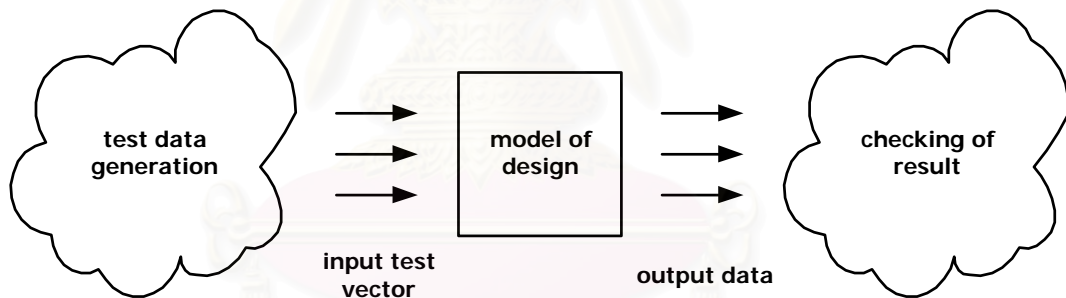 test data
generation
model of
design
checking of
result
input test
vector
output data